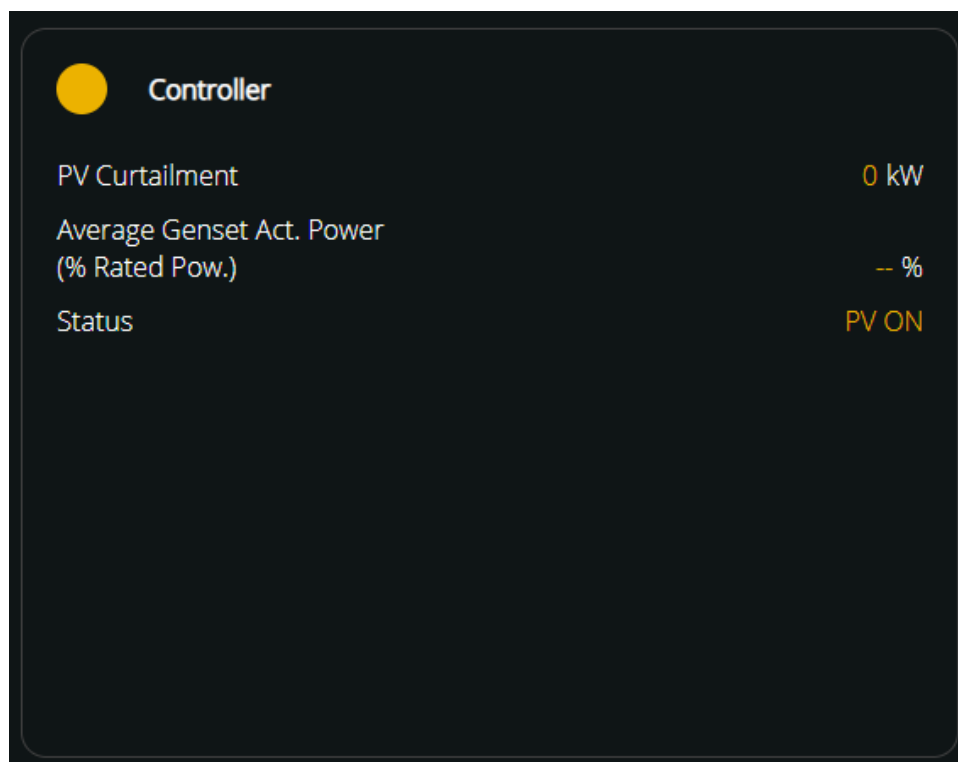 Controller
PV Curtailment 0 kW
Average Genset Act. Power
(% Rated Pow.) -- %
Status PV ON